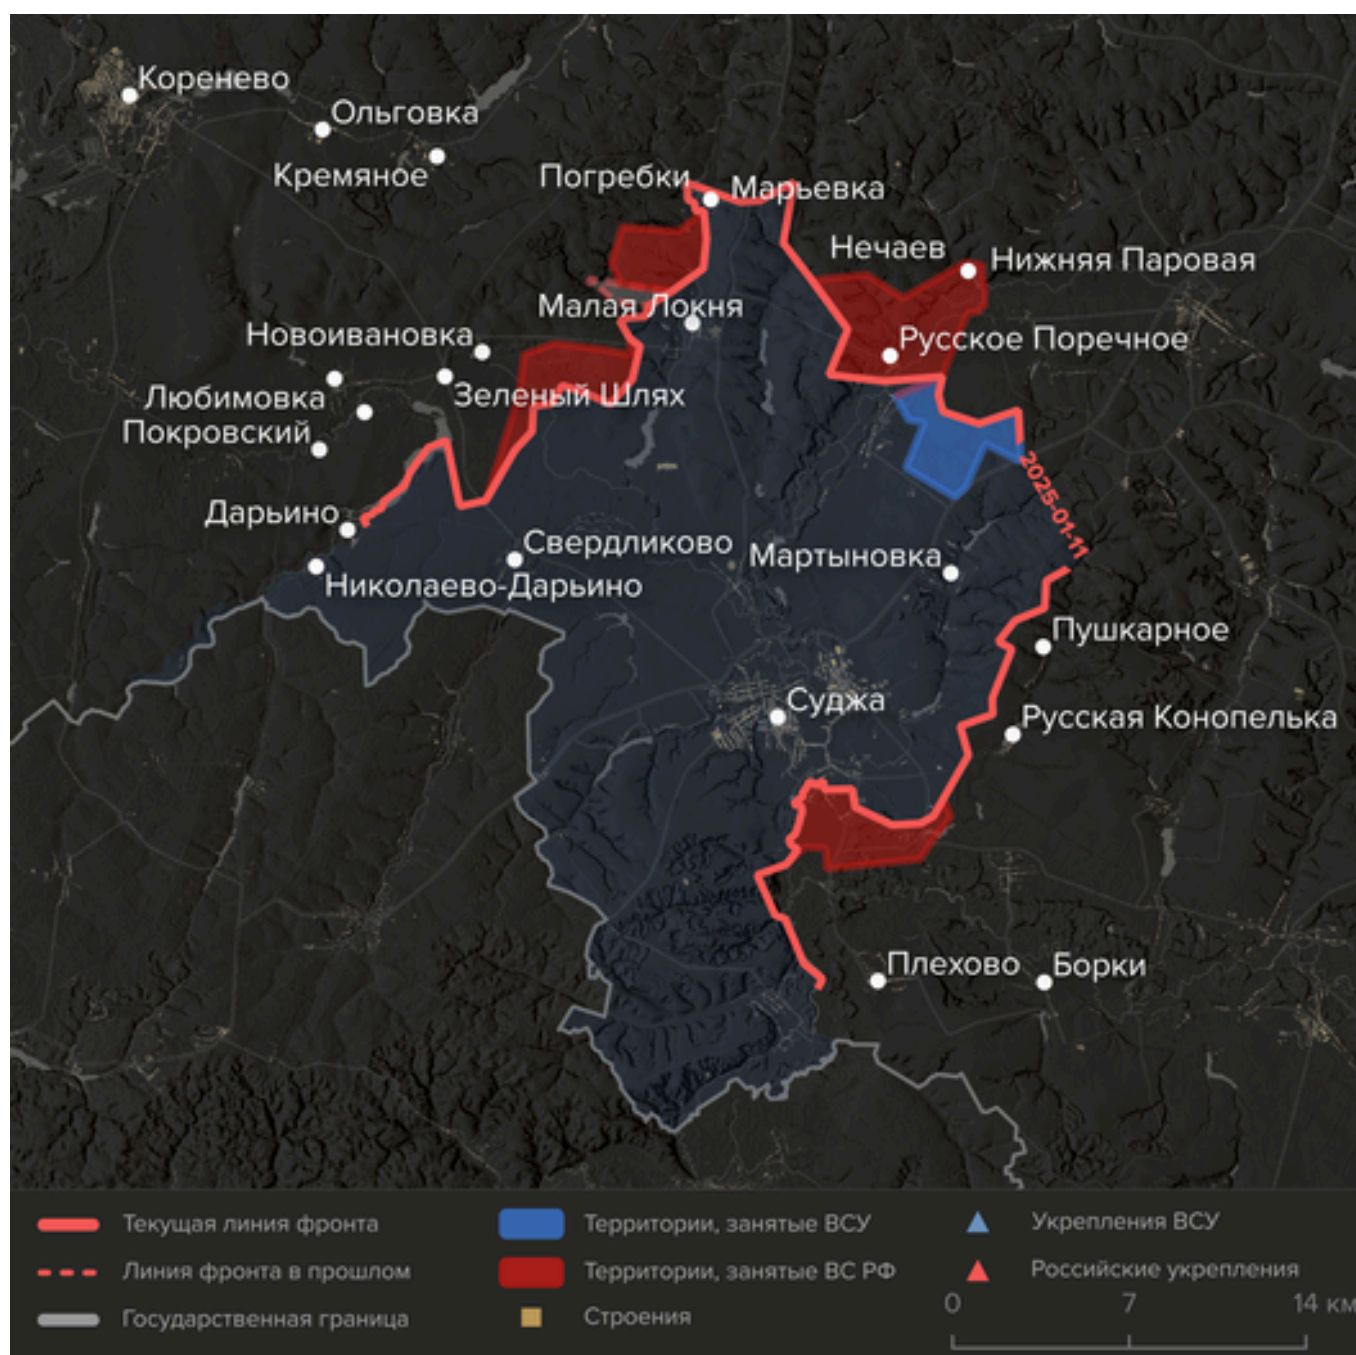 Коренево
Ольговка
Кремяное
Погребки
Марьевка
Нечаев
Нижняя Паровая
Малая Локня
Новоивановка
Русское Поречное
Любимовка
Зеленый Шлях
Покровский
2025-01-11
Дарьино
Свердликово
Мартыновка
Николаево-Дарьино
Пушкарное
Суджа
Русская Конопелька
Плехово
Борки
Текущая линия фронта
Территории, занятые ВСУ
Укрепления ВСУ
Линия фронта в прошлом
Территории, занятые ВС РФ
Российские укрепления
Государственная граница
Строения
0 7 14 км